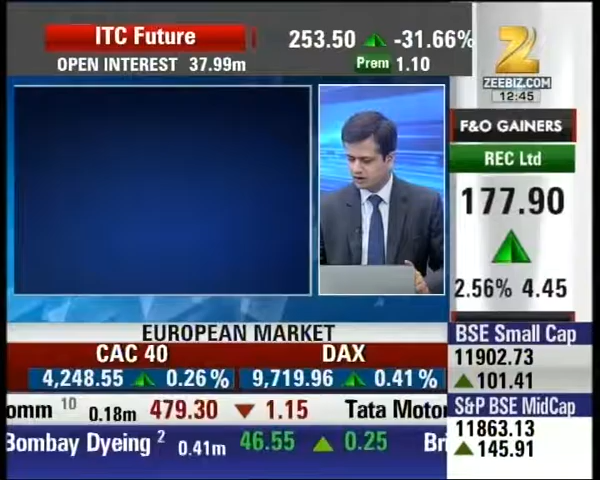 ITC Future
253.50 -31.66%
OPEN INTEREST 37.99m
Prem 1.10
ZEEBIZ.COM
12:45
F&O GAINERS
REC Ltd
177.90
2.56% 4.45
EUROPEAN MARKET
CAC 40 DAX
4,248.55 0.26% 9,719.96 0.41%
BSE Small Cap
11902.73
101.41
S&P BSE MidCap
11863.13
145.91
omm 10 0.18m 479.30 1.15 Tata Motor
Bombay Dyeing 2 0.41m 46.55 0.25 Bri